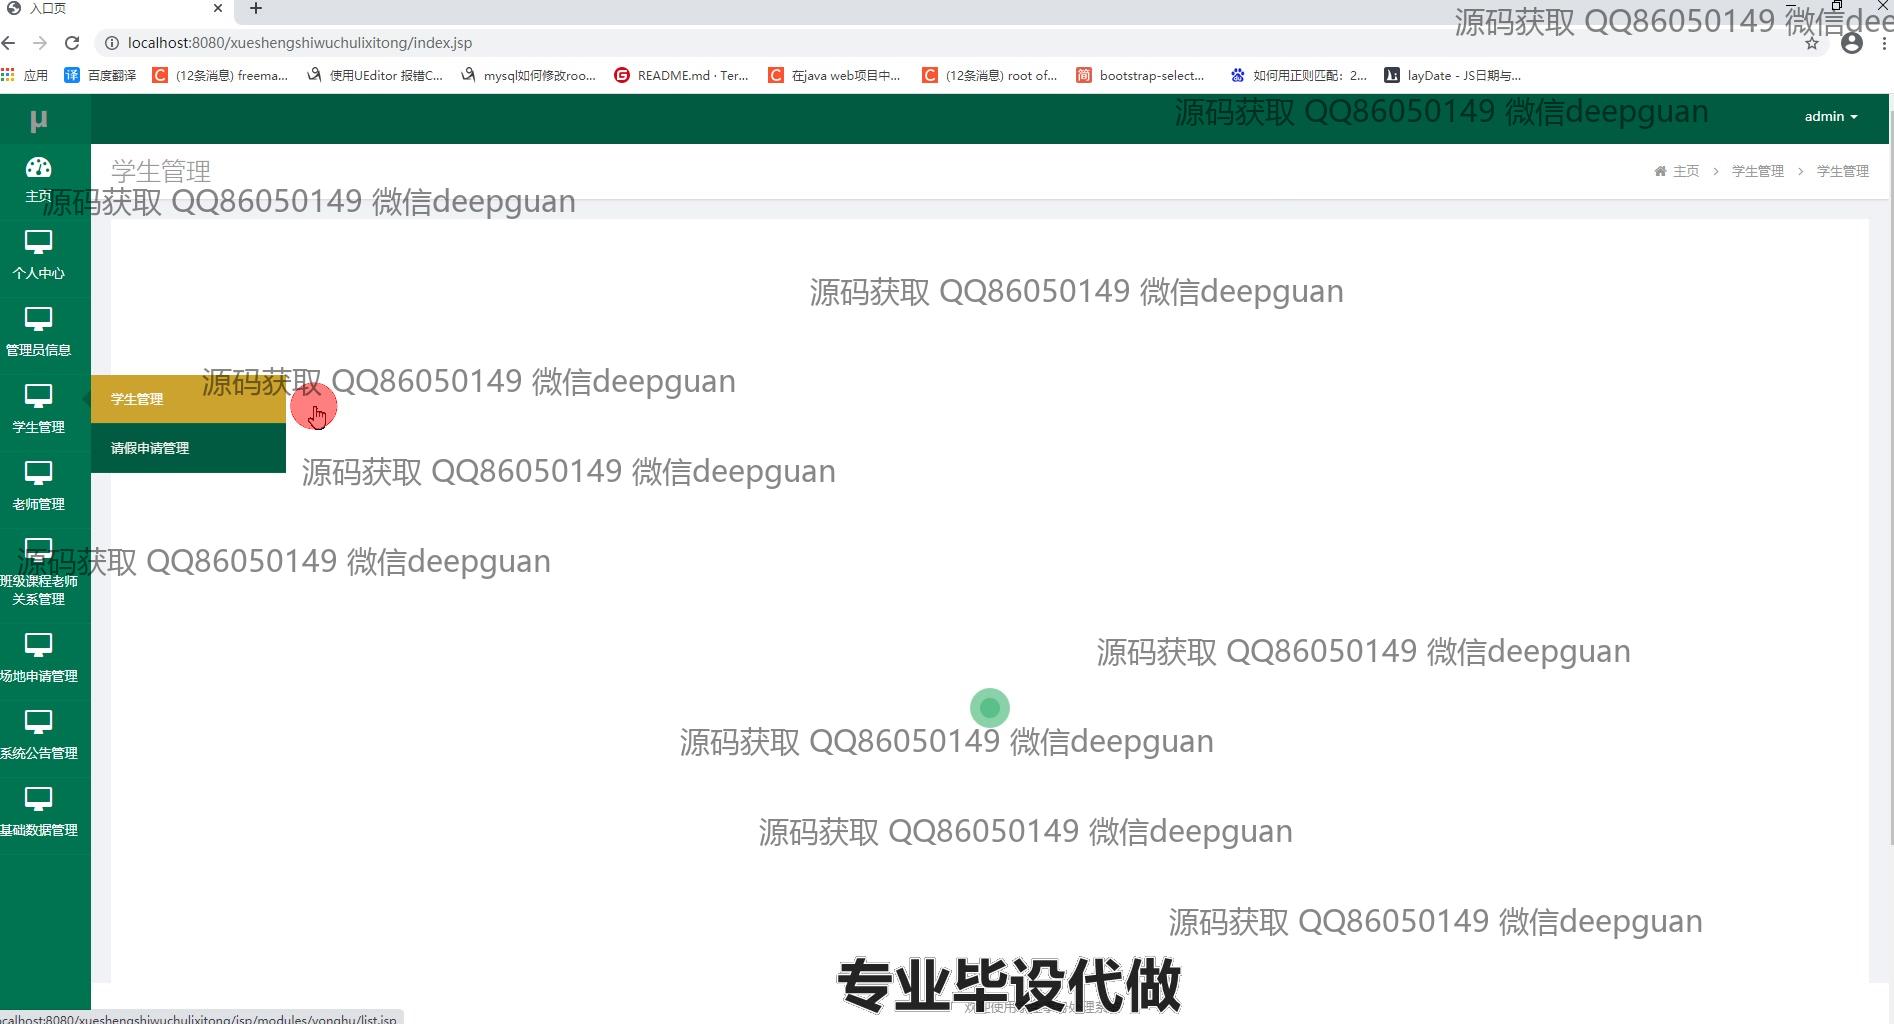 入口页
源码获取 QQ86050149 微信deep
localhost:8080/xueshengshiwuchulixitong/index.jsp
应用 百度翻译 (12条消息) freema... 使用UEditor 报错C... mysql如何修改roo... README.md · Ter... 在java web项目中... (12条消息) root of... bootstrap-select... 如何用正则匹配：2... layDate - JS日期与...
μ
源码获取 QQ86050149 微信deepguan
admin
学生管理
主页 > 学生管理 > 学生管理
主页
源码获取 QQ86050149 微信deepguan
个人中心
源码获取 QQ86050149 微信deepguan
管理员信息
源码获取 QQ86050149 微信deepguan
学生管理
学生管理
请假申请管理
源码获取 QQ86050149 微信deepguan
老师管理
源码获取 QQ86050149 微信deepguan
班级课程老师
关系管理
源码获取 QQ86050149 微信deepguan
场地申请管理
源码获取 QQ86050149 微信deepguan
系统公告管理
源码获取 QQ86050149 微信deepguan
基础数据管理
源码获取 QQ86050149 微信deepguan
专业毕设代做
calhost:8080/xueshengshiwuchulixitong/jsp/modules/yonghu/list.jsp